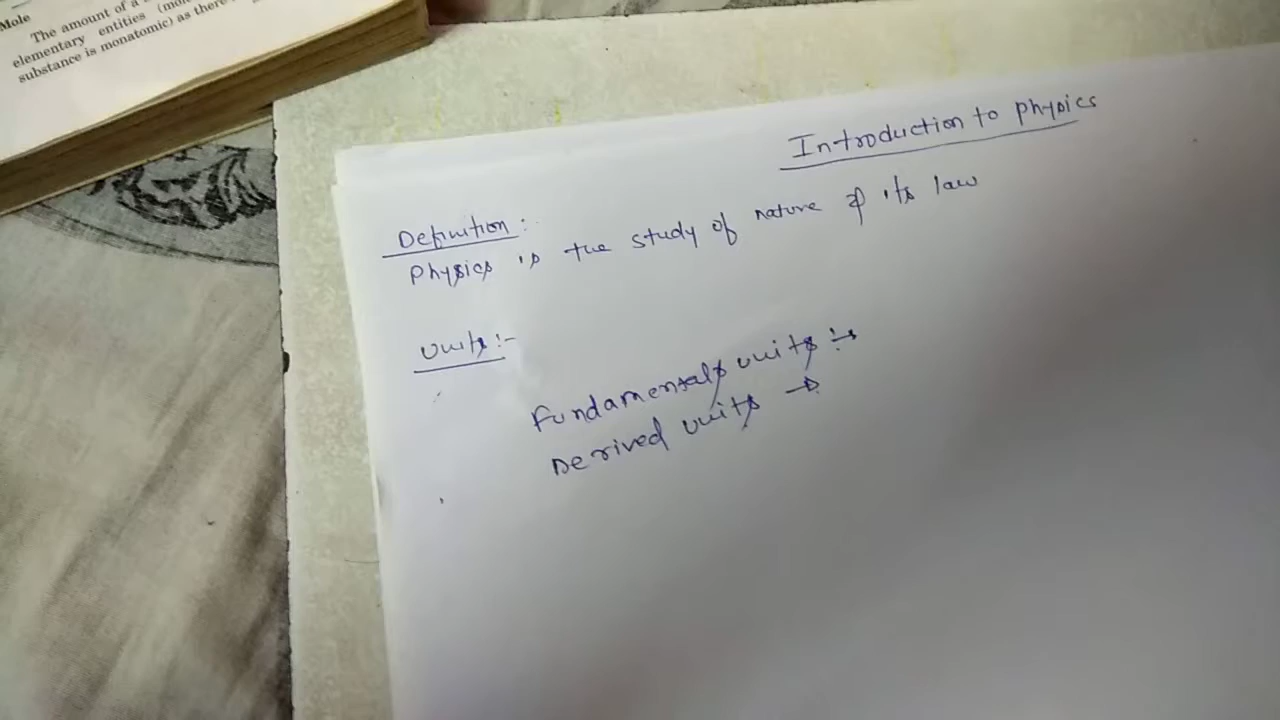 Mole
The amount of a
elementary entities (mole
substance is monatomic) as there
Introduction to physics
Definition:
Physics is the study of nature & its law
Units:-
Fundamentals units :→
Derived units →